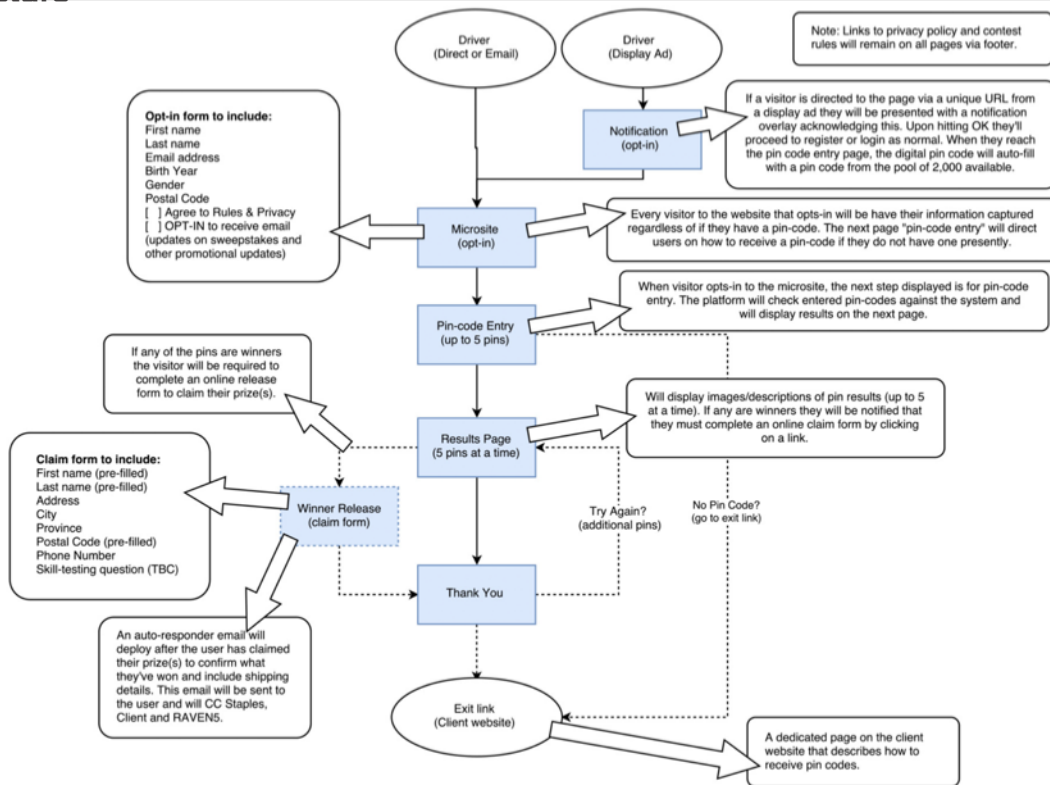 Driver
(Direct or Email)
Driver
(Display Ad)
Note: Links to privacy policy and contest
rules will remain on all pages via footer.
Notification
(opt-in)
If a visitor is directed to the page via a unique URL from
a display ad they will be presented with a notification
overlay acknowledging this. Upon hitting OK they'll
proceed to register or login as normal. When they reach
the pin code entry page, the digital pin code will auto-fill
with a pin code from the pool of 2,000 available.
Opt-in form to include:
First name
Last name
Email address
Birth Year
Gender
Postal Code
[ ] Agree to Rules & Privacy
[ ] OPT-IN to receive email
(updates on sweepstakes and
other promotional updates)
Microsite
(opt-in)
Every visitor to the website that opts-in will be have their information captured
regardless of if they have a pin-code. The next page "pin-code entry" will direct
users on how to receive a pin-code if they do not have one presently.
Pin-code Entry
(up to 5 pins)
When visitor opts-in to the microsite, the next step displayed is for pin-code
entry. The platform will check entered pin-codes against the system and
will display results on the next page.
If any of the pins are winners
the visitor will be required to
complete an online release
form to claim their prize(s).
Results Page
(5 pins at a time)
Will display images/descriptions of pin results (up to 5
at a time). If any are winners they will be notified that
they must complete an online claim form by clicking
on a link.
Claim form to include:
First name (pre-filled)
Last name (pre-filled)
Address
City
Province
Postal Code (pre-filled)
Phone Number
Skill-testing question (TBC)
Winner Release
(claim form)
Try Again?
(additional pins)
No Pin Code?
(go to exit link)
Thank You
An auto-responder email will
deploy after the user has claimed
their prize(s) to confirm what
they've won and include shipping
details. This email will be sent to
the user and will CC Staples,
Client and RAVEN5.
Exit link
(Client website)
A dedicated page on the client
website that describes how to
receive pin codes.